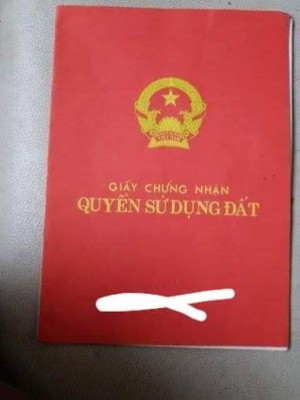 GIẤY CHỨNG NHẬN
QUYỀN SỬ DỤNG ĐẤT